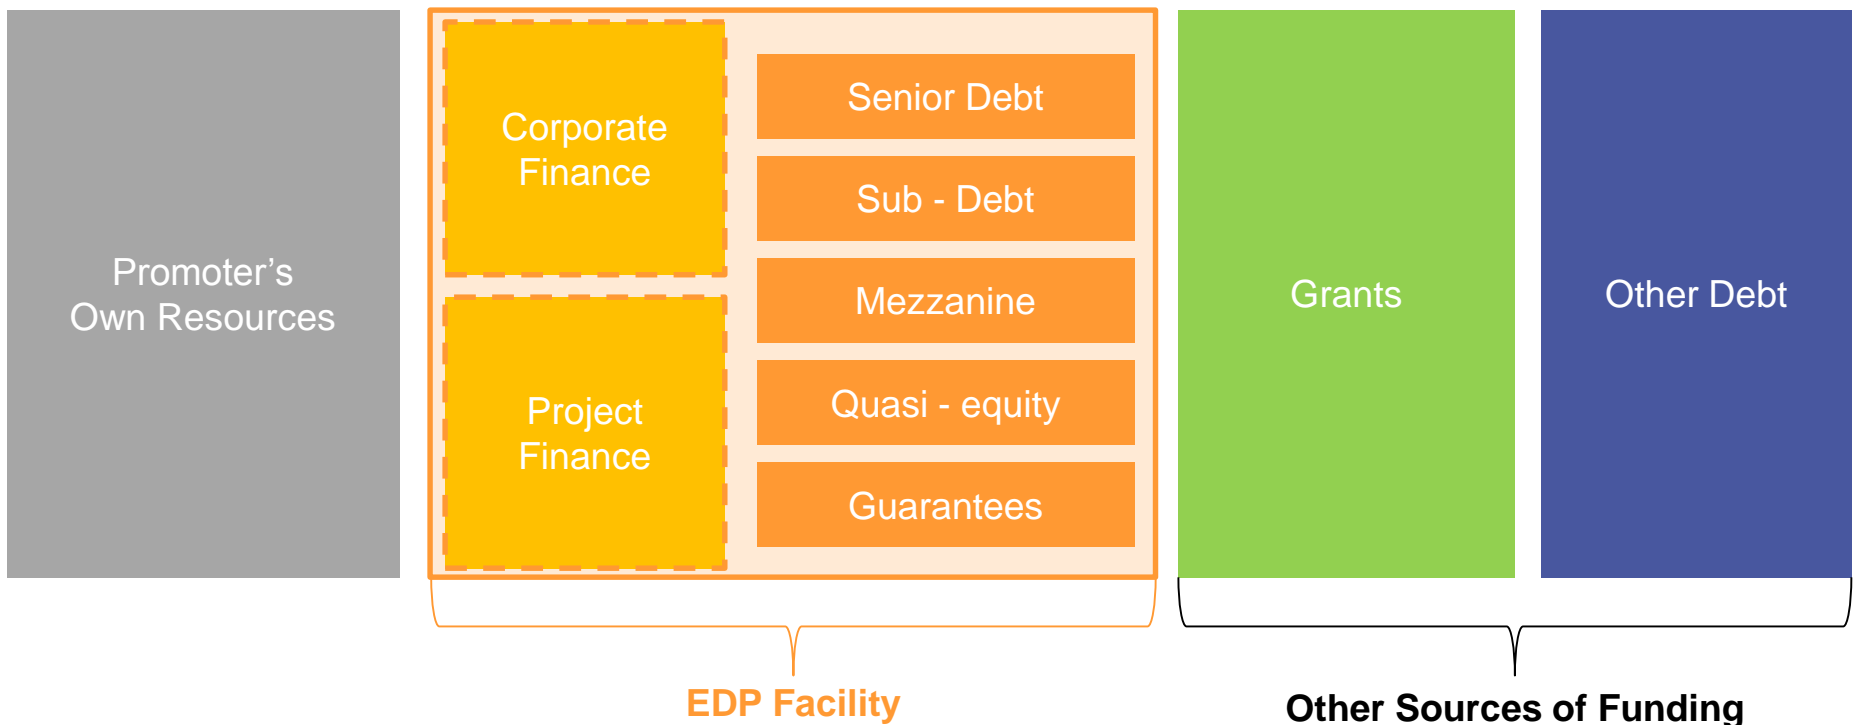 Promoter’s
Own Resources
Corporate
Finance
Project
Finance
Senior Debt
Sub - Debt
Mezzanine
Quasi - equity
Guarantees
Grants
Other Debt
EDP Facility
Other Sources of Funding